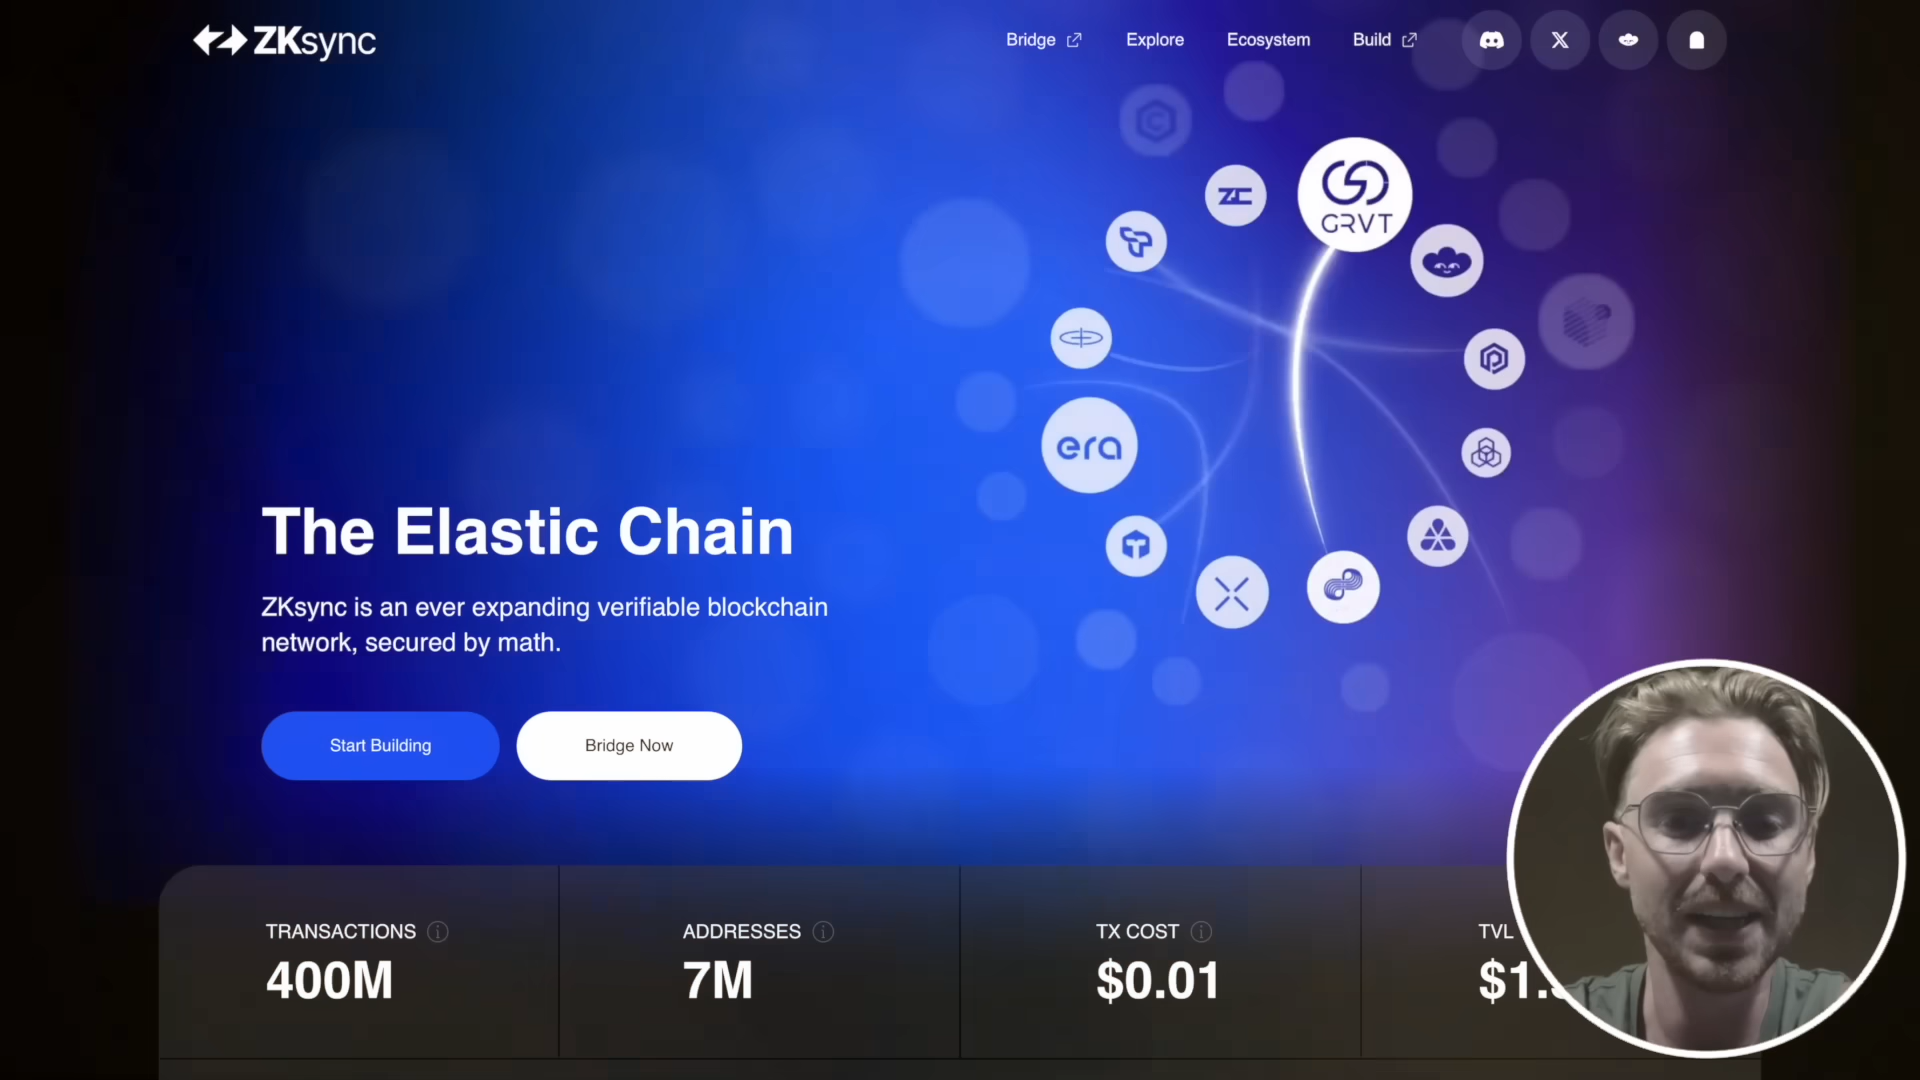 ZKsync
Bridge
Explore
Ecosystem
Build
GRVT
era
The Elastic Chain
ZKsync is an ever expanding verifiable blockchain
network, secured by math.
Start Building
Bridge Now
TRANSACTIONS
400M
ADDRESSES
7M
TX COST
$0.01
TVL